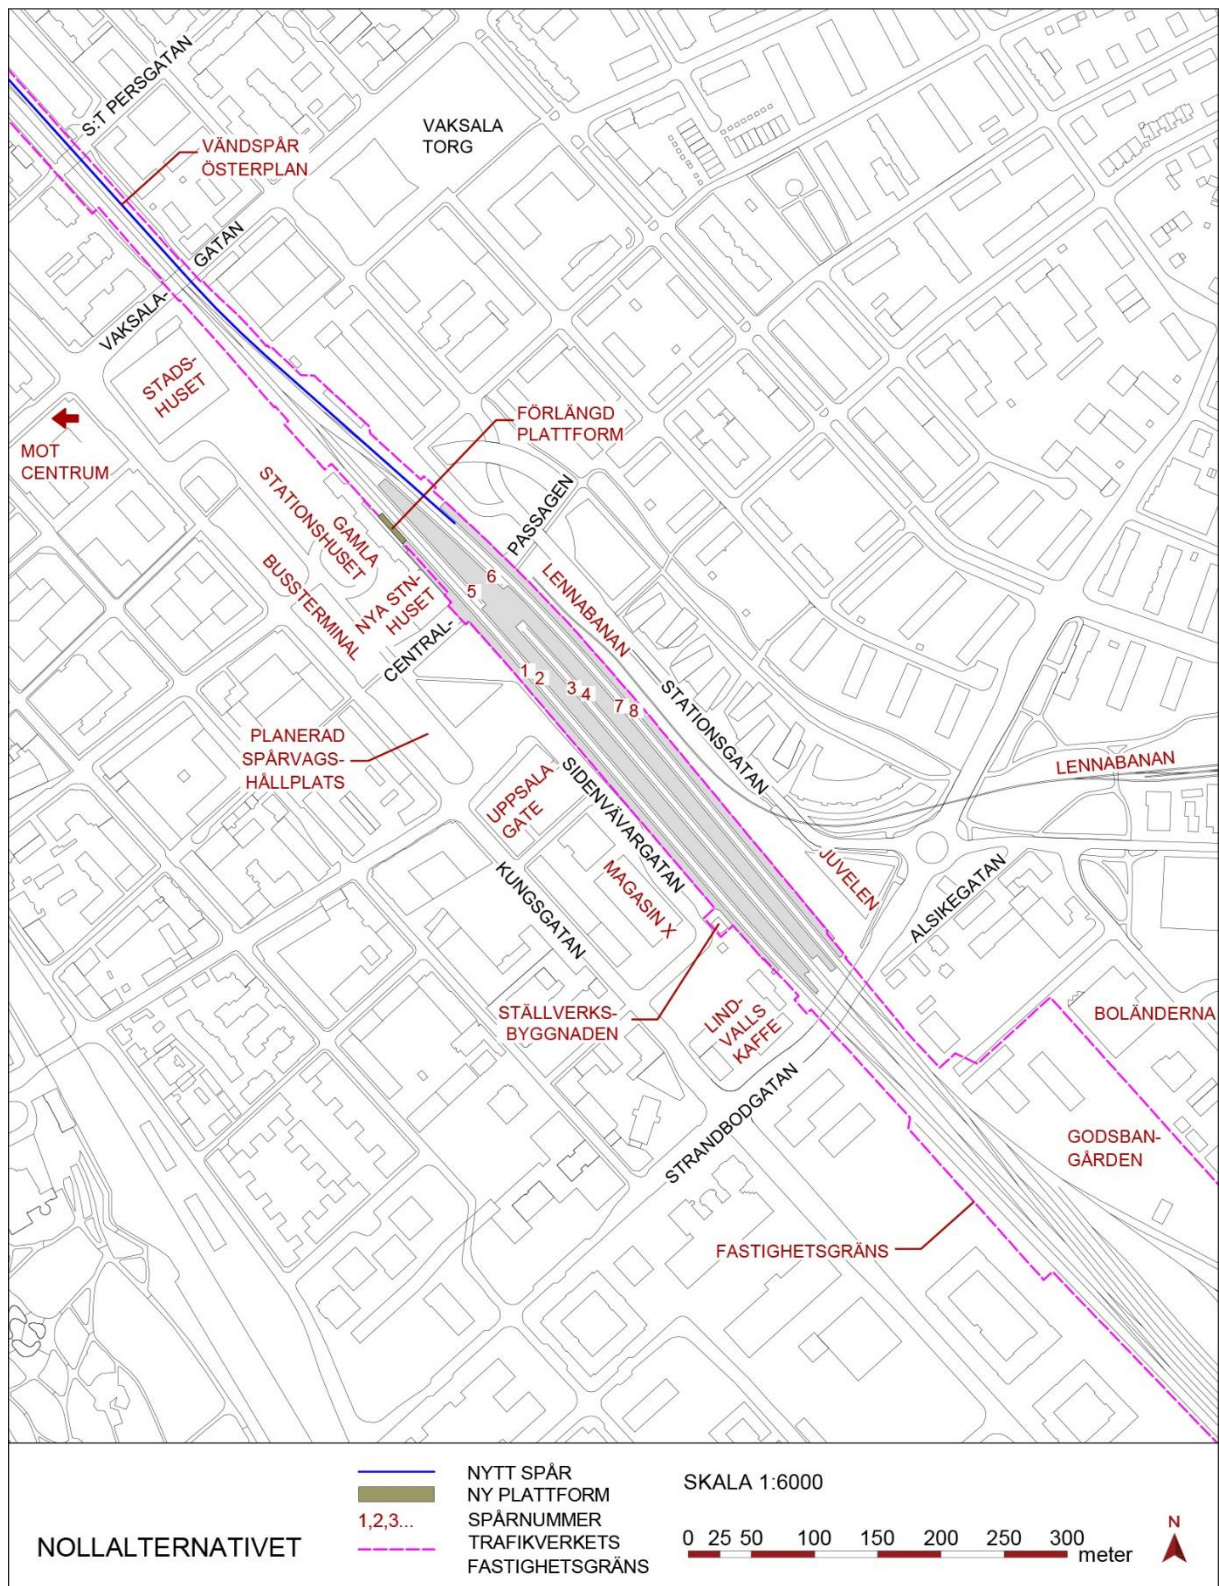 S:T PERSGATAN
VÄNDSPÅR
ÖSTERPLAN
VAKSALA
TORG
VAKSALA-
GATAN
STADS-
HUSET
MOT
CENTRUM
FÖRLÄNGD
PLATTFORM
GAMLA
STATIONSHUSET
BUSSTERMINAL
NYA STN-
HUSET
CENTRAL-
PASSAGEN
LENNABANAN
5
6
1
2
3
4
7
8
STATIONSGATAN
PLANERAD
SPÅRVAGS-
HÅLLPLATS
UPPSALA
GATE
SIDENVÄVARGATAN
KUNGSGATAN
MAGASIN X
LENNABANAN
JUVELEN
ALSIKEGATAN
STÄLLVERKS-
BYGGNADEN
LIND-
VALLS
KAFFE
STRANDBODGATAN
BOLÄNDERNA
GODSBAN-
GÅRDEN
FASTIGHETSGRÄNS
NOLLALTERNATIVET
NYTT SPÅR
NY PLATTFORM
1,2,3... SPÅRNUMMER
TRAFIKVERKETS
FASTIGHETSGRÄNS
SKALA 1:6000
0 25 50 100 150 200 250 300
meter
N